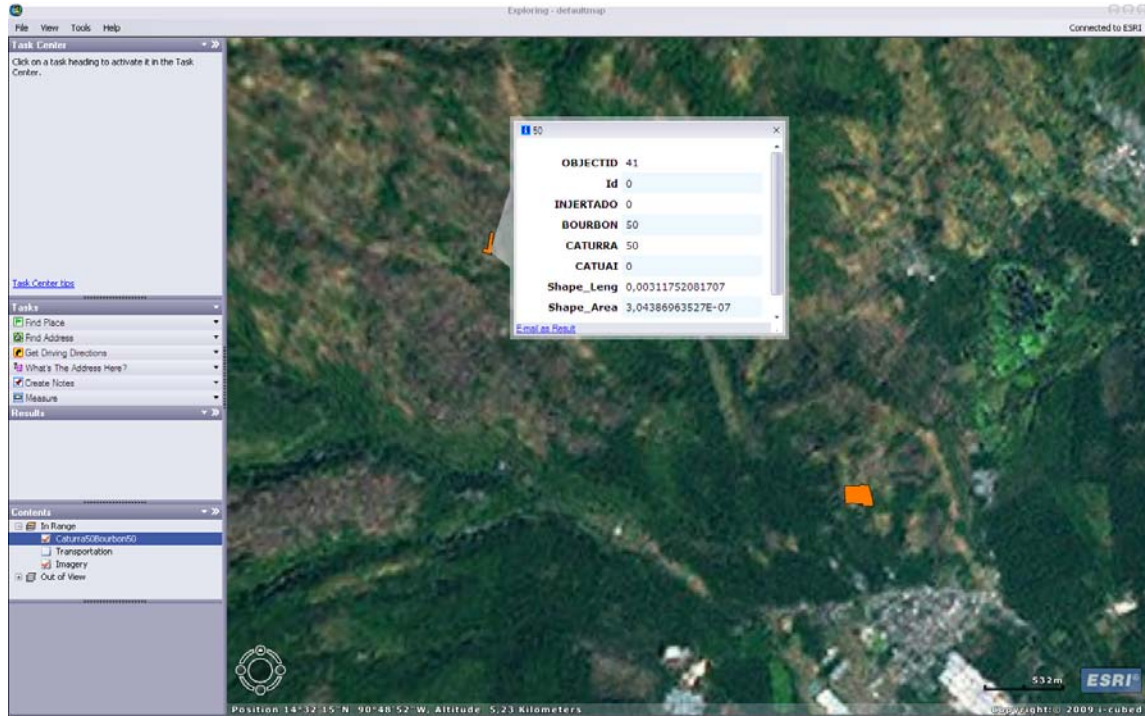 Exploring - defaultmap
File View Tools Help
Connected to ESRI
Task Center
Click on a task heading to activate it in the Task
Center.
Task Center tips
Tasks
Find Place
Find Address
Get Driving Directions
What's The Address Here?
Create Notes
Measure
Results
Contents
In Range
Caturra50Bourbon50
Transportation
Imagery
Out of View
50
OBJECTID 41
Id 0
INJERTADO 0
BOURBON 50
CATURRA 50
CATUAI 0
Shape_Leng 0,00311752081707
Shape_Area 3,04386963527E-07
E-mail as Result
532m
ESRI
Position 14°32'15"N 90°48'52"W, Altitude 5,23 Kilometers
Copyright:© 2009 i-cubed